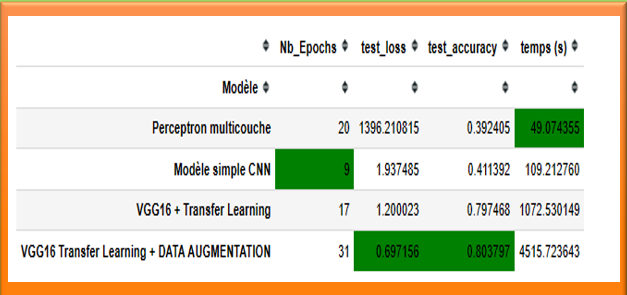 Nb_Epochs test_loss test_accuracy temps (s)
Modèle
Perceptron multicouche 20 1396.210815 0.392405 49.074355
Modèle simple CNN 9 1.937485 0.411392 109.212760
VGG16 + Transfer Learning 17 1.200023 0.797468 1072.530149
VGG16 Transfer Learning + DATA AUGMENTATION 31 0.697156 0.803797 4515.723643